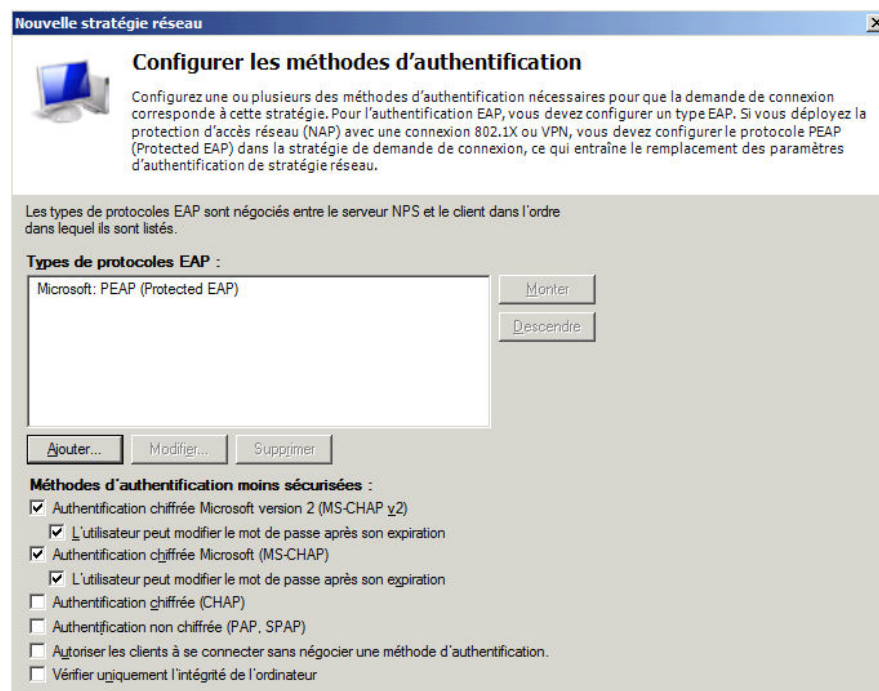 Nouvelle stratégie réseau
Configurer les méthodes d'authentification
Configurez une ou plusieurs des méthodes d'authentification nécessaires pour que la demande de connexion
corresponde à cette stratégie. Pour l'authentification EAP, vous devez configurer un type EAP. Si vous déployez la
protection d'accès réseau (NAP) avec une connexion 802.1X ou VPN, vous devez configurer le protocole PEAP
(Protected EAP) dans la stratégie de demande de connexion, ce qui entraîne le remplacement des paramètres
d'authentification de stratégie réseau.
Les types de protocoles EAP sont négociés entre le serveur NPS et le client dans l'ordre
dans lequel ils sont listés.
Types de protocoles EAP :
Microsoft: PEAP (Protected EAP)
Monter
Descendre
Ajouter... Modifier... Supprimer
Méthodes d'authentification moins sécurisées :
Authentification chiffrée Microsoft version 2 (MS-CHAP v2)
L'utilisateur peut modifier le mot de passe après son expiration
Authentification chiffrée Microsoft (MS-CHAP)
L'utilisateur peut modifier le mot de passe après son expiration
Authentification chiffrée (CHAP)
Authentification non chiffrée (PAP, SPAP)
Autoriser les clients à se connecter sans négocier une méthode d'authentification.
Vérifier uniquement l'intégrité de l'ordinateur